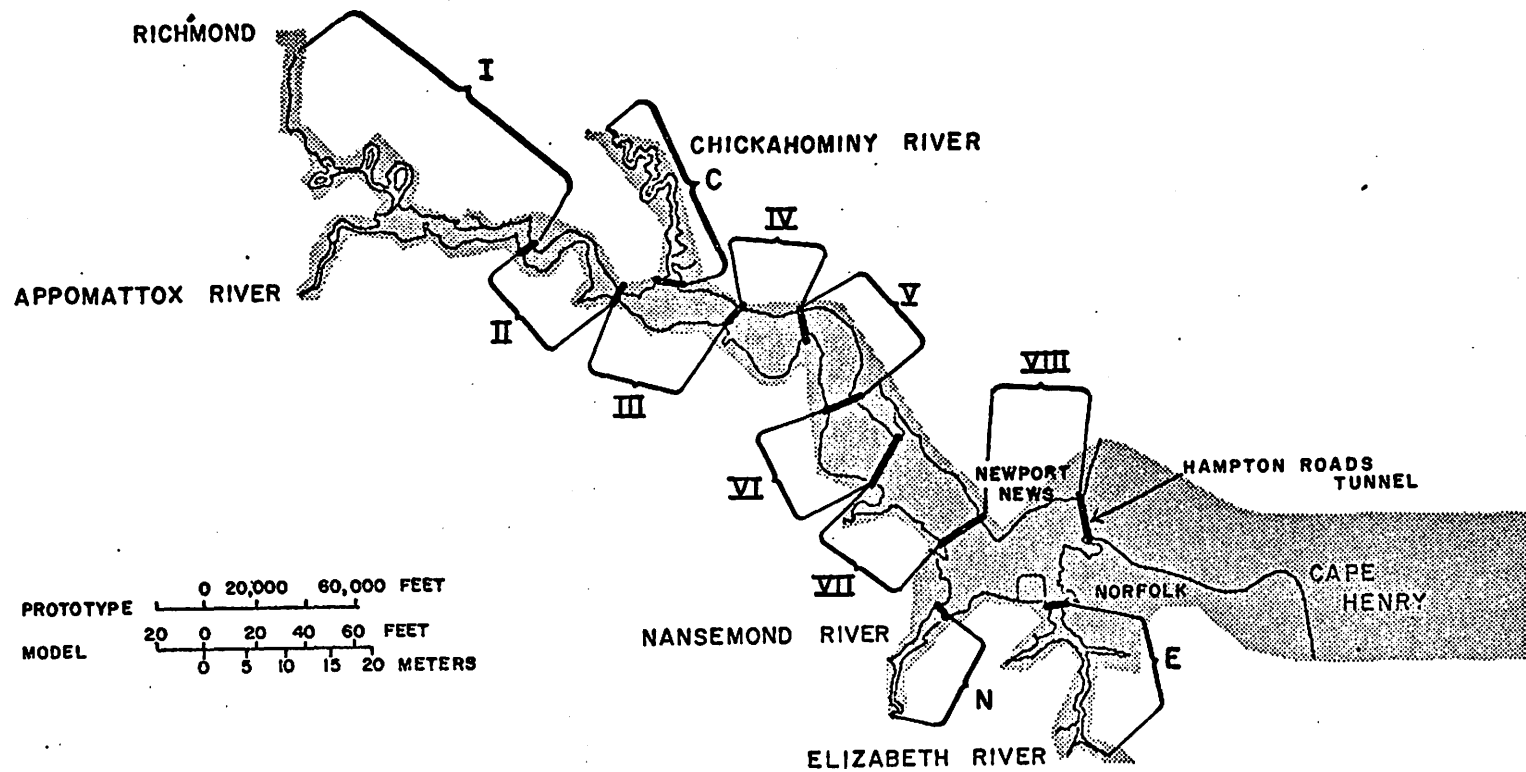 RICHMOND
I
CHICKAHOMINY RIVER
C
IV
APPOMATTOX RIVER
II
V
III
VIII
NEWPORT
NEWS
HAMPTON ROADS
TUNNEL
VI
VII
CAPE
HENRY
NORFOLK
0 20,000 60,000 FEET
PROTOTYPE
20 0 20 40 60 FEET
MODEL
0 5 10 15 20 METERS
NANSEMOND RIVER
E
N
ELIZABETH RIVER